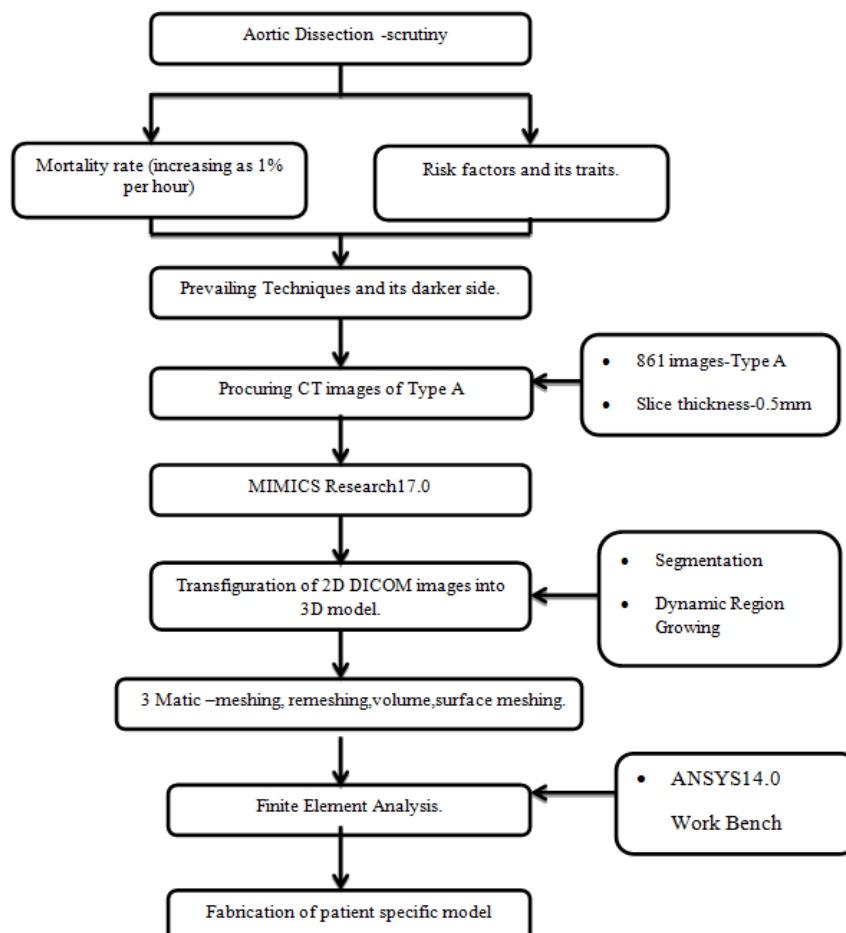 Aortic Dissection -scrutiny
Mortality rate (increasing as 1%
per hour)
Risk factors and its traits.
Prevailing Techniques and its darker side.
Procuring CT images of Type A
• 861 images-Type A
• Slice thickness-0.5mm
MIMICS Research17.0
Transfiguration of 2D DICOM images into
3D model.
• Segmentation
• Dynamic Region
Growing
3 Matic –meshing, remeshing,volume,surface meshing.
Finite Element Analysis.
• ANSYS14.0
Work Bench
Fabrication of patient specific model